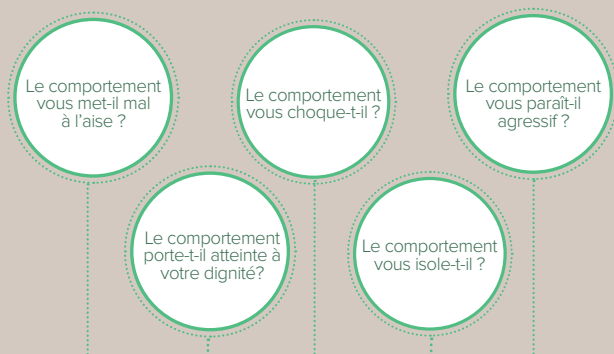 Le comportement
vous met-il mal
à l'aise ?
Le comportement
vous choque-t-il ?
Le comportement
vous paraît-il
agressif ?
Le comportement
porte-t-il atteinte à
votre dignité?
Le comportement
vous isole-t-il ?